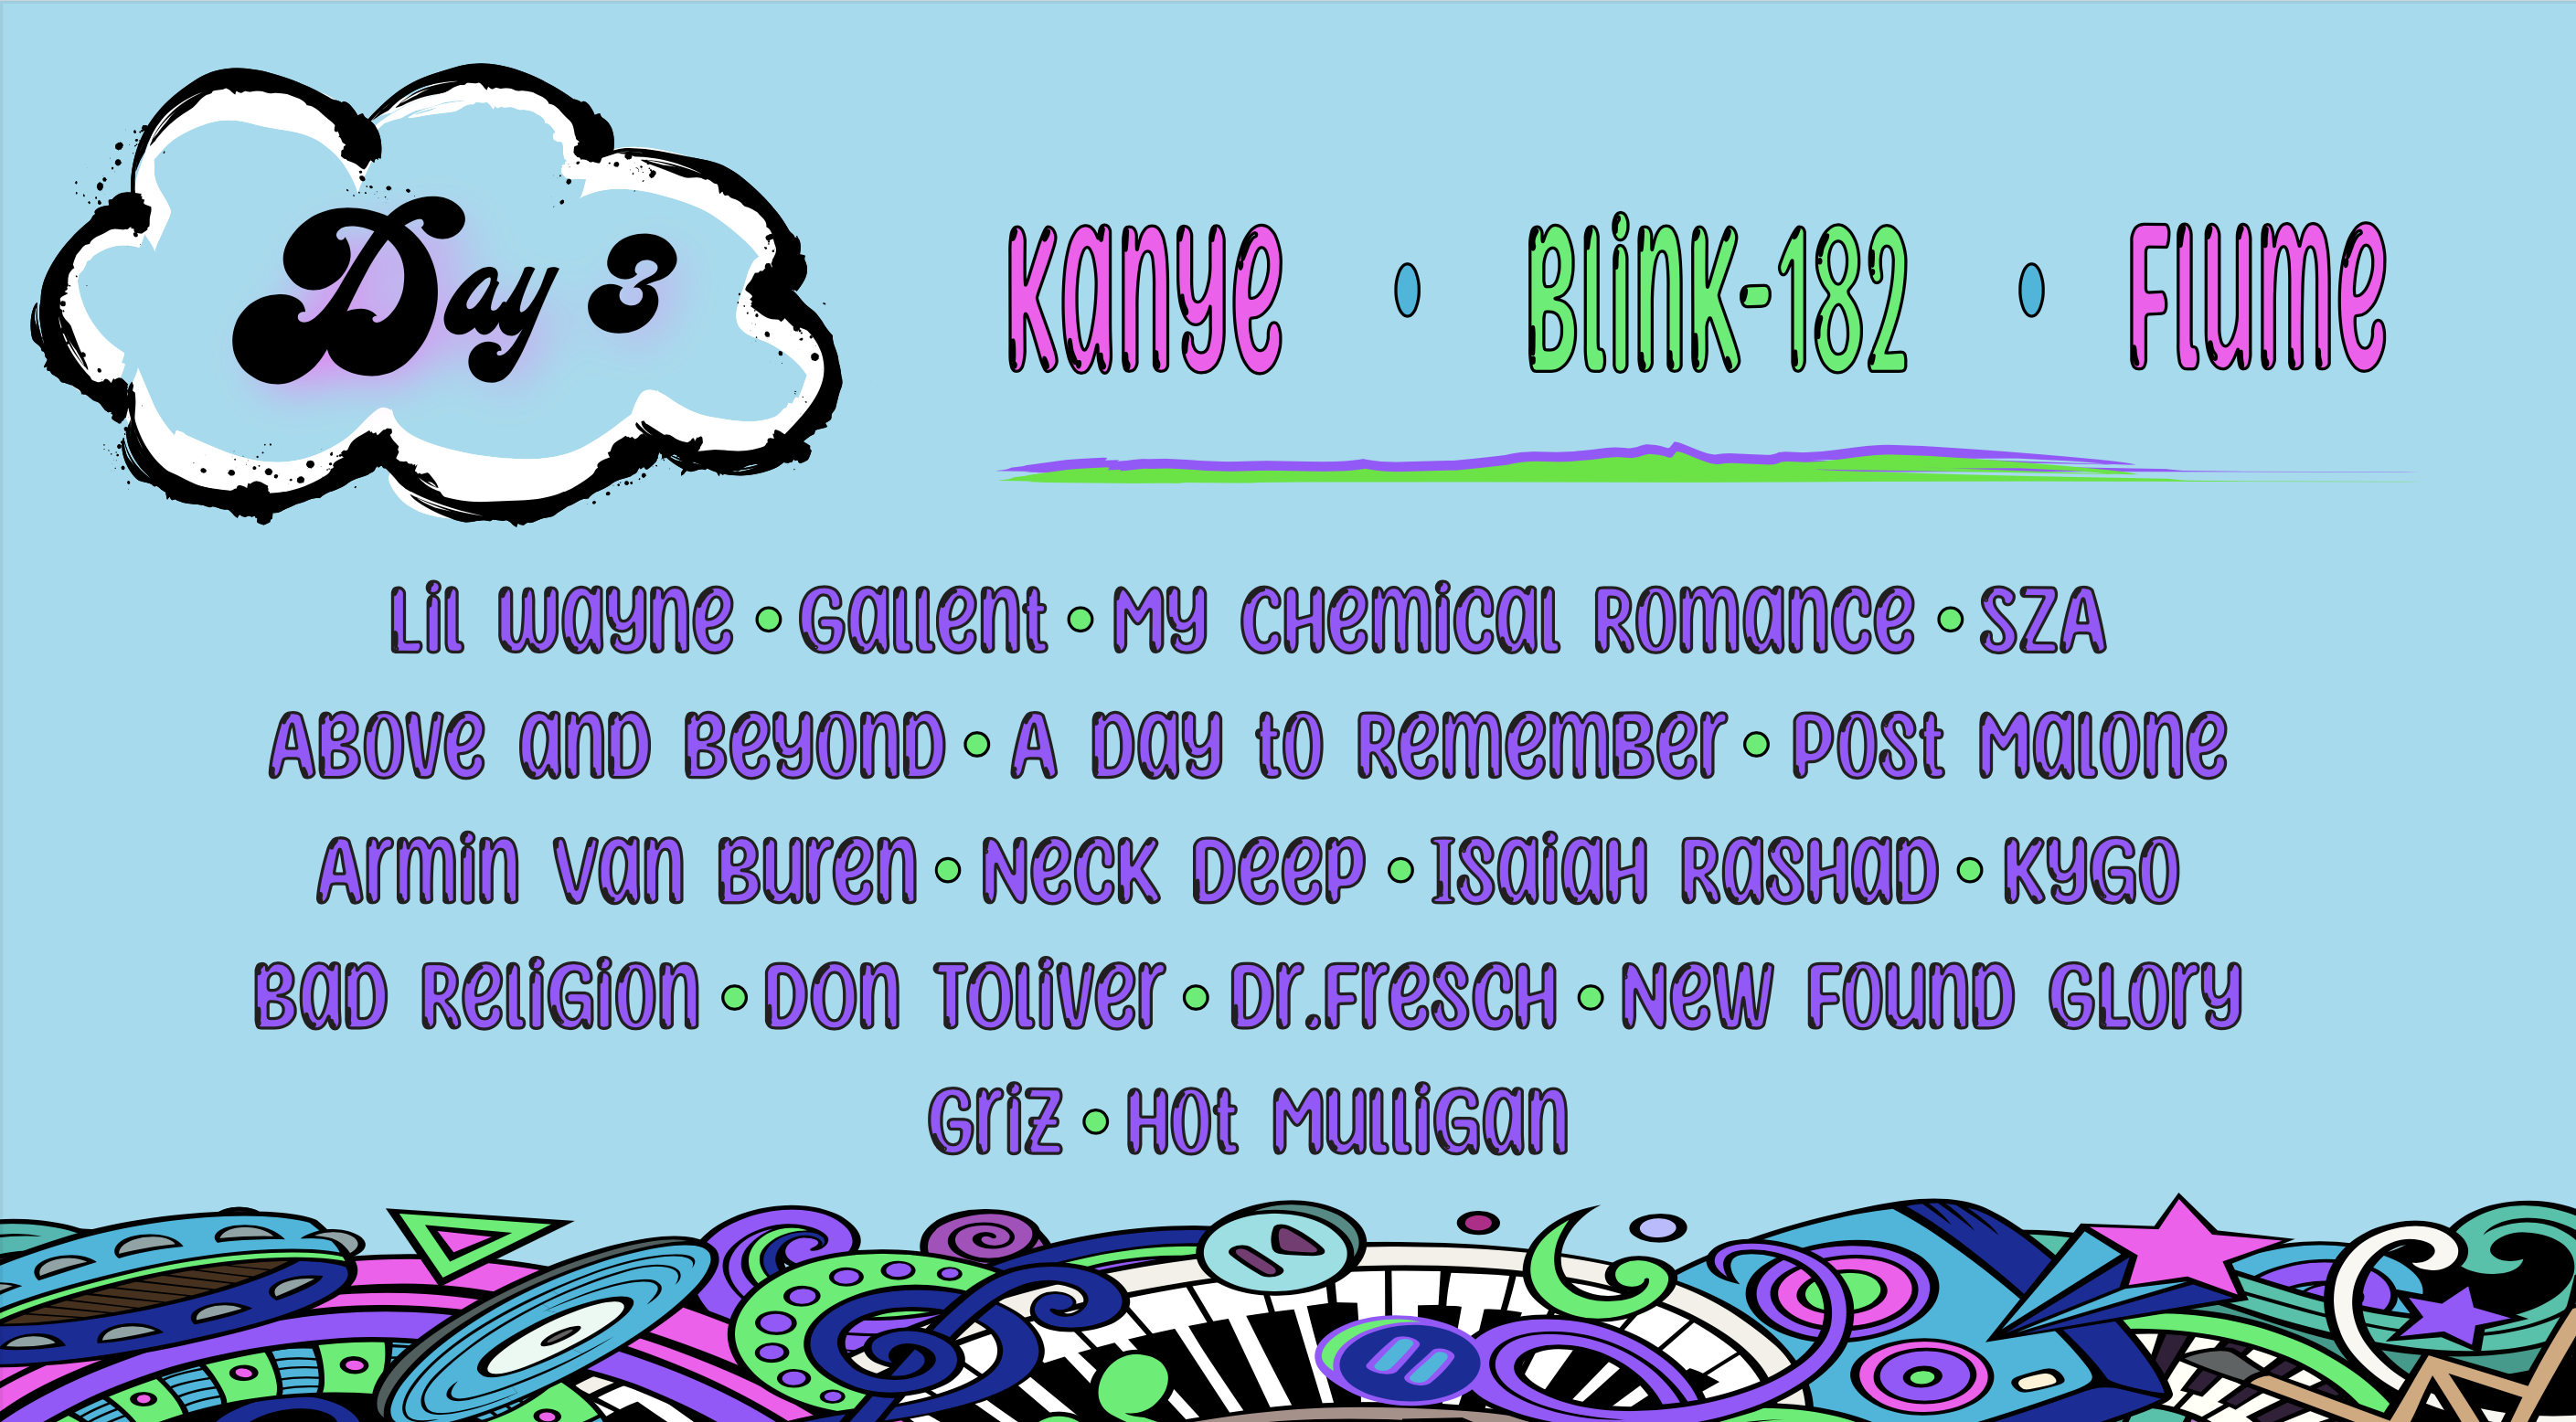 Day 3
Kanye • Blink-182 • Flume
Lil Wayne • Gallent • My Chemical Romance • SZA
Above and Beyond • A Day to Remember • Post Malone
Armin Van Buren • Neck Deep • Isaiah Rashad • KYGO
Bad Religion • Don Toliver • Dr.Fresch • New Found Glory
Griz • Hot Mulligan